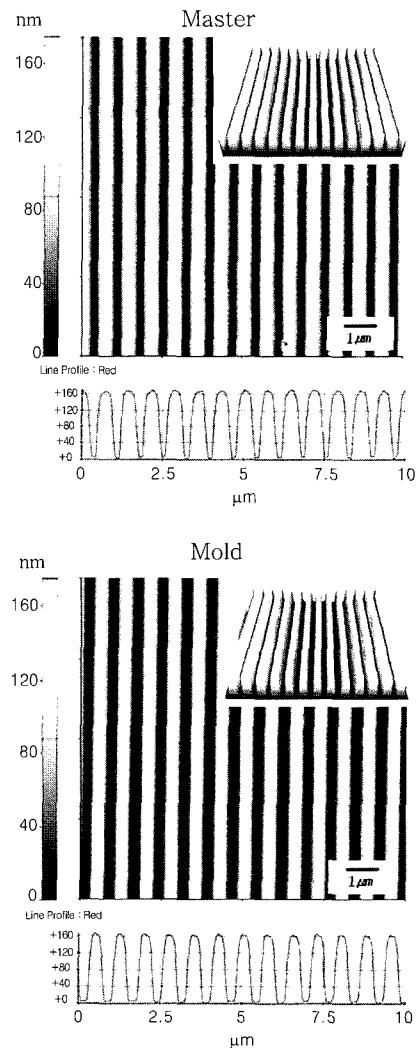 Master
nm
160
120
80
40
0
1 μm
Line Profile : Red
+160
+120
+80
+40
+0
0 2.5 5 7.5 10
μm
Mold
nm
160
120
80
40
0
1 μm
Line Profile : Red
+160
+120
+80
+40
+0
0 2.5 5 7.5 10
μm